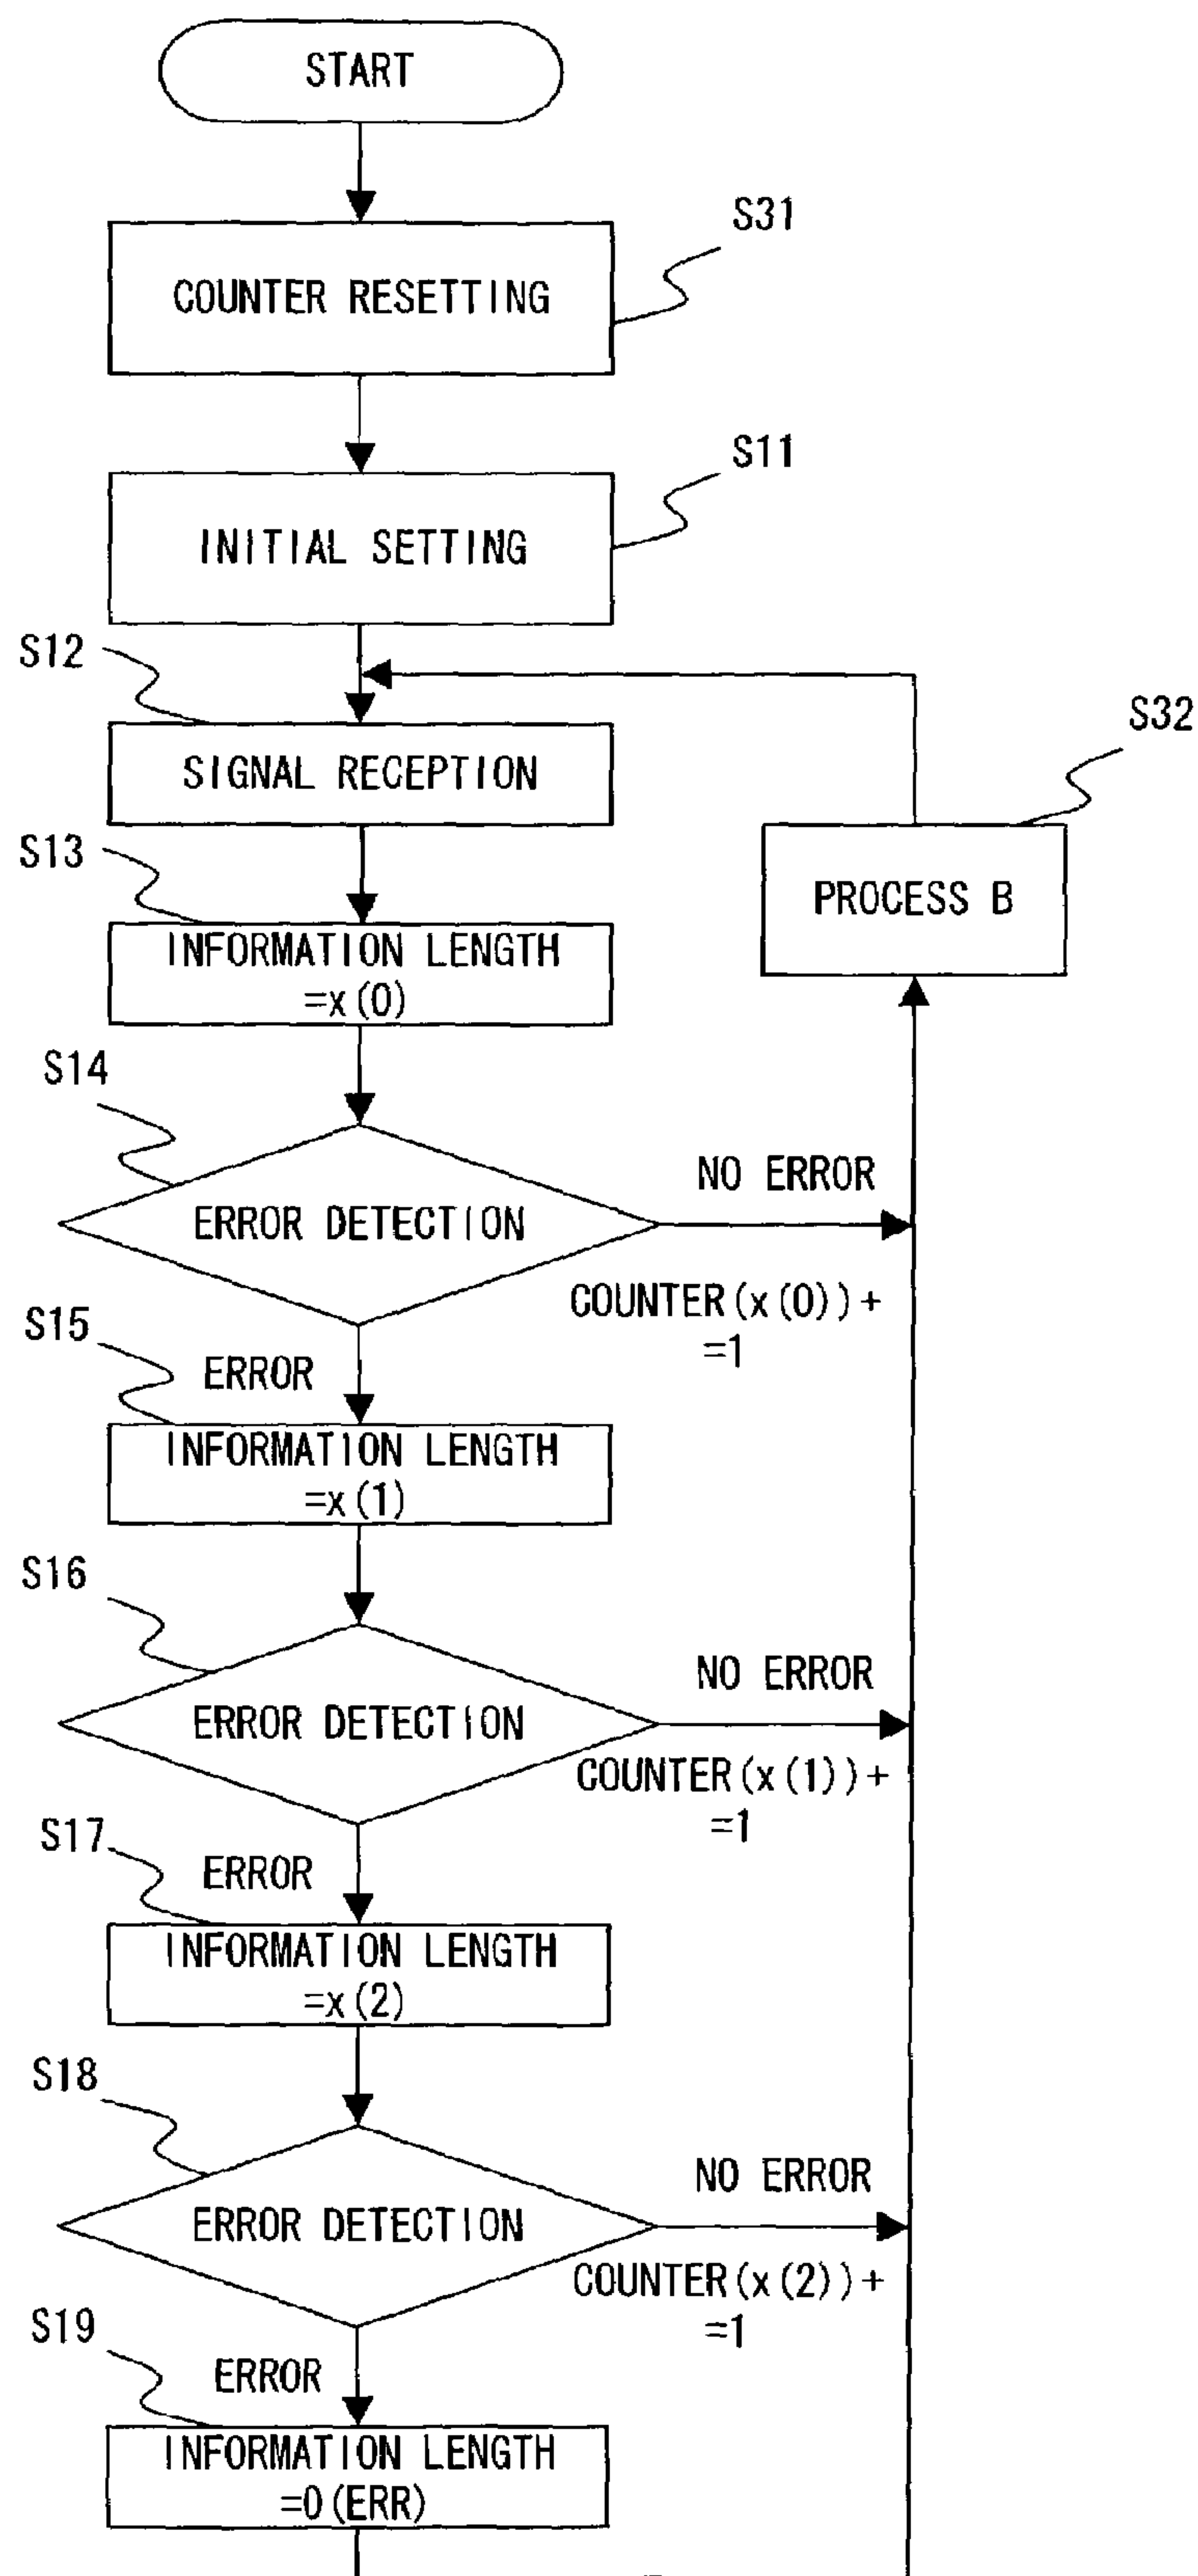 START
S31
COUNTER RESETTING
S11
INITIAL SETTING
S12
SIGNAL RECEPTION
S32
PROCESS B
S13
INFORMATION LENGTH
=x(0)
S14
ERROR DETECTION
NO ERROR
COUNTER(x(0))+
=1
S15
ERROR
INFORMATION LENGTH
=x(1)
S16
ERROR DETECTION
NO ERROR
COUNTER(x(1))+
=1
S17
ERROR
INFORMATION LENGTH
=x(2)
S18
ERROR DETECTION
NO ERROR
COUNTER(x(2))+
=1
S19
ERROR
INFORMATION LENGTH
=0(ERR)